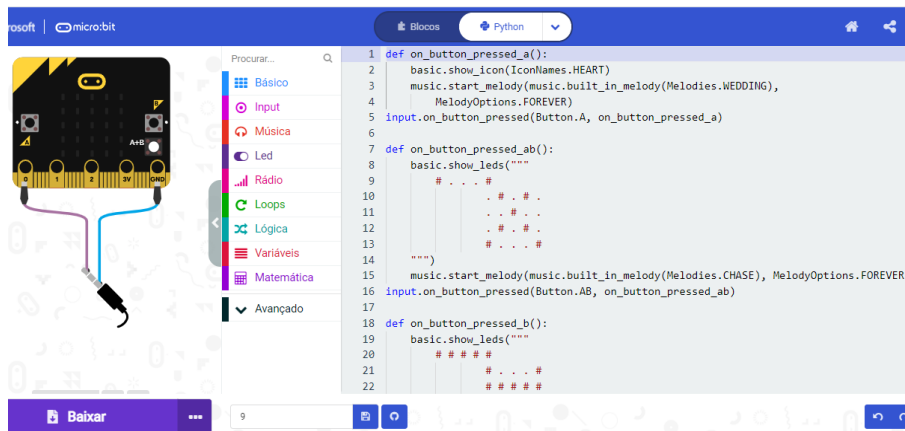 rosoft | micro:bit
Blocos
Python
B
A
A+B
0 1 2 3V GND
Procurar...
Básico
Input
Música
Led
Rádio
Loops
Lógica
Variáveis
Matemática
Avançado
1 def on_button_pressed_a():
2 basic.show_icon(IconNames.HEART)
3 music.start_melody(music.built_in_melody(Melodies.WEDDING),
4 MelodyOptions.FOREVER)
5 input.on_button_pressed(Button.A, on_button_pressed_a)
6
7 def on_button_pressed_ab():
8 basic.show_leds("""
9 # . . . #
10 . # . # .
11 . . # . .
12 . # . # .
13 # . . . #
14 """)
15 music.start_melody(music.built_in_melody(Melodies.CHASE), MelodyOptions.FOREVER
16 input.on_button_pressed(Button.AB, on_button_pressed_ab)
17
18 def on_button_pressed_b():
19 basic.show_leds("""
20 # # # # #
21 # . . . #
22 # # # # #
Baixar
9